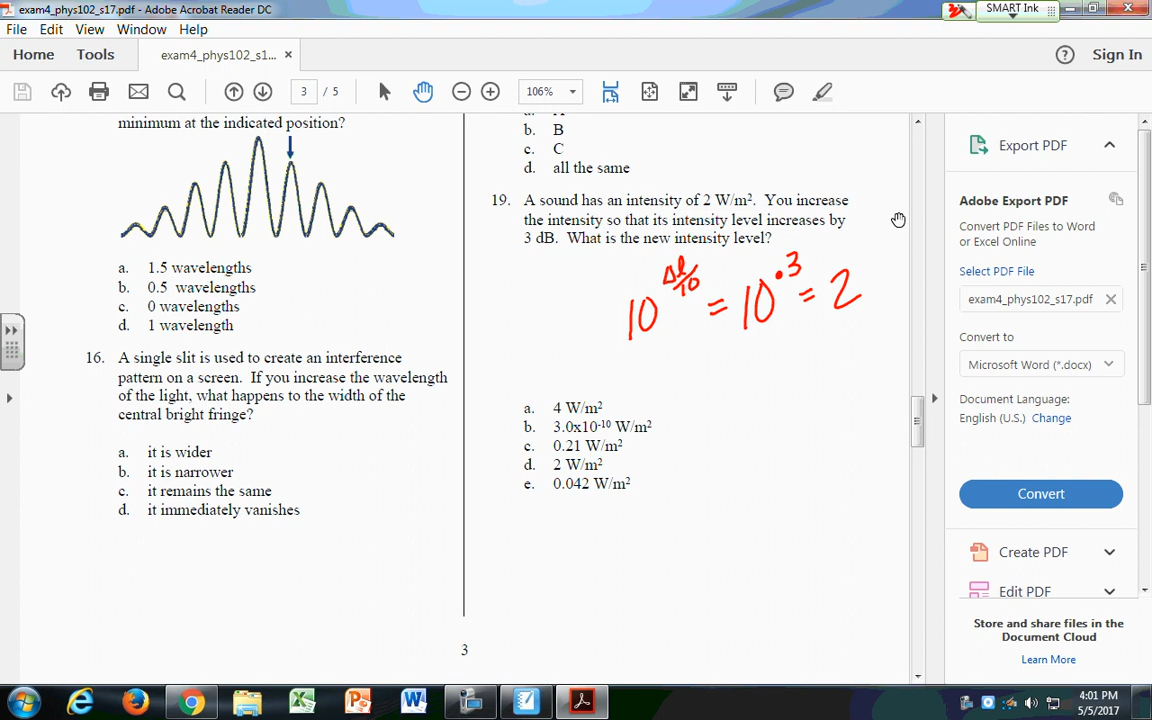 exam4_phys102_s17.pdf - Adobe Acrobat Reader DC
SMART Ink
File Edit View Window Help
Home Tools exam4_phys102_s1... ×
Sign In
3 / 5
106%
minimum at the indicated position?
a. 1.5 wavelengths
b. 0.5 wavelengths
c. 0 wavelengths
d. 1 wavelength
16. A single slit is used to create an interference
pattern on a screen. If you increase the wavelength
of the light, what happens to the width of the
central bright fringe?
a. it is wider
b. it is narrower
c. it remains the same
d. it immediately vanishes
b. B
c. C
d. all the same
19. A sound has an intensity of 2 W/m². You increase
the intensity so that its intensity level increases by
3 dB. What is the new intensity level?
10^(Δl/10) = 10^.3 = 2
a. 4 W/m²
b. 3.0x10⁻¹⁰ W/m²
c. 0.21 W/m²
d. 2 W/m²
e. 0.042 W/m²
3
Export PDF
Adobe Export PDF
Convert PDF Files to Word
or Excel Online
Select PDF File
exam4_phys102_s17.pdf
Convert to
Microsoft Word (*.docx)
Document Language:
English (U.S.) Change
Convert
Create PDF
Edit PDF
Store and share files in the
Document Cloud
Learn More
4:01 PM
5/5/2017